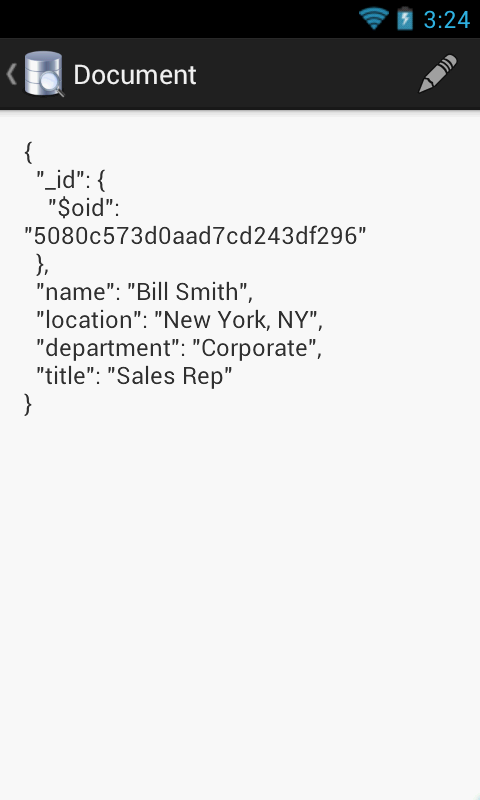 3:24
Document
{
"_id": {
"$oid":
"5080c573d0aad7cd243df296"
},
"name": "Bill Smith",
"location": "New York, NY",
"department": "Corporate",
"title": "Sales Rep"
}